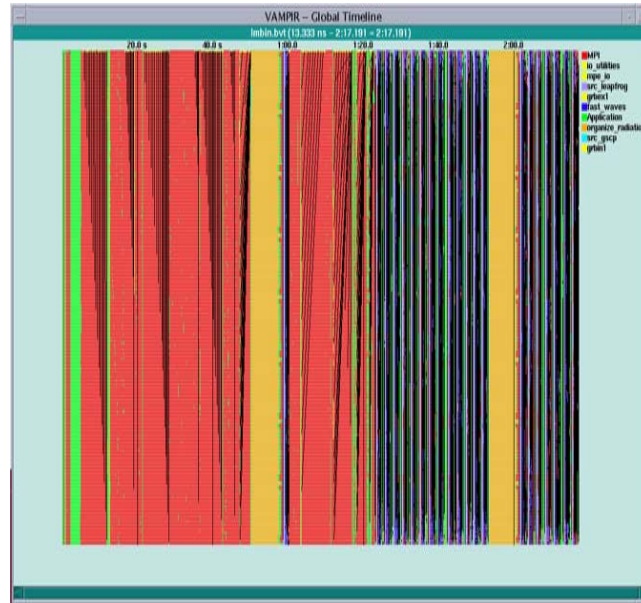 VAMPIR – Global Timeline
lmbin.bvt (13.333 ns – 2:17.191 = 2:17.191)
20.0 s 40.0 s 1:00.0 1:20.0 1:40.0 2:00.0
MPI
io_utilities
mpe_io
src_leapfrog
grbex1
fast_waves
Application
organize_radiatio
src_gscp
grbin1